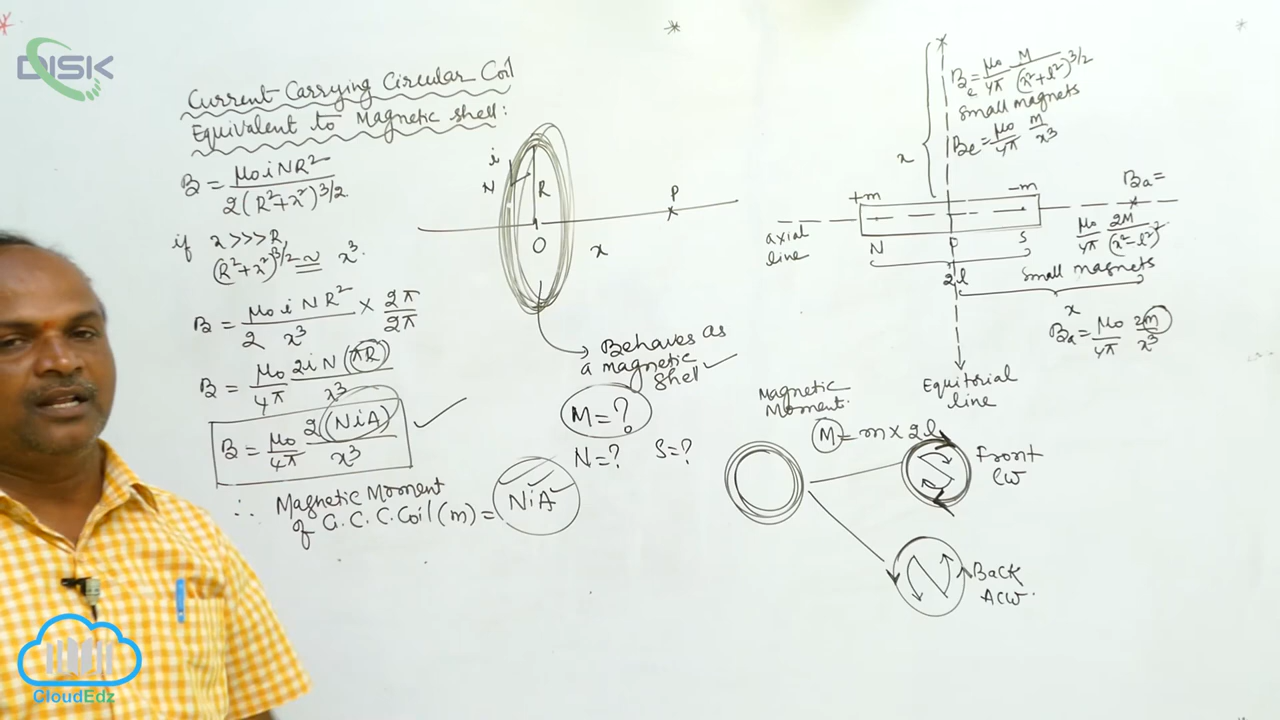 DISK
Current Carrying Circular Coil
Equivalent to Magnetic shell:
B = μ₀iNR² / 2(R²+x²)^3/2
if x >>> R
(R²+x²)^3/2 ≈ x³.
B = μ₀iNR² / 2 x³ × 2π/2π
B = μ₀/4π 2iN(πR) / x³
B = μ₀/4π 2(NiA) / x³
∴ Magnetic Moment
of C.C.C.Coil (m) = NiA
i
N
R
O
x
P
Behaves as
a magnetic
shell
M = ?
N = ? S = ?
x
Be = μ₀/4π M / (x²+l²)^3/2
small magnets
Be = μ₀/4π m/x³
+m
-m
axial
line
N
P
S
2l
Ba =
μ₀/4π 2M / (x²-l²)²
small magnets
x
Ba = μ₀/4π 2m/x³
Equitorial
line
Magnetic
Moment.
M = m × 2l
Front
CW
Back
ACW.
CloudEdz